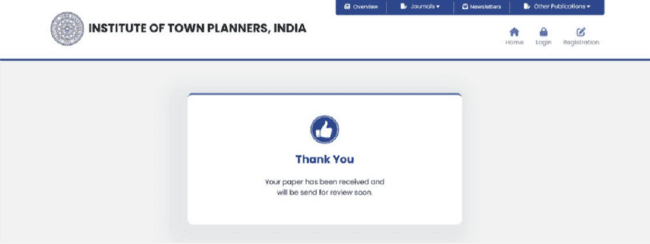 Overview Journals Newsletters Other Publications
INSTITUTE OF TOWN PLANNERS, INDIA
Home Login Registration
Thank You
Your paper has been received and
will be send for review soon.